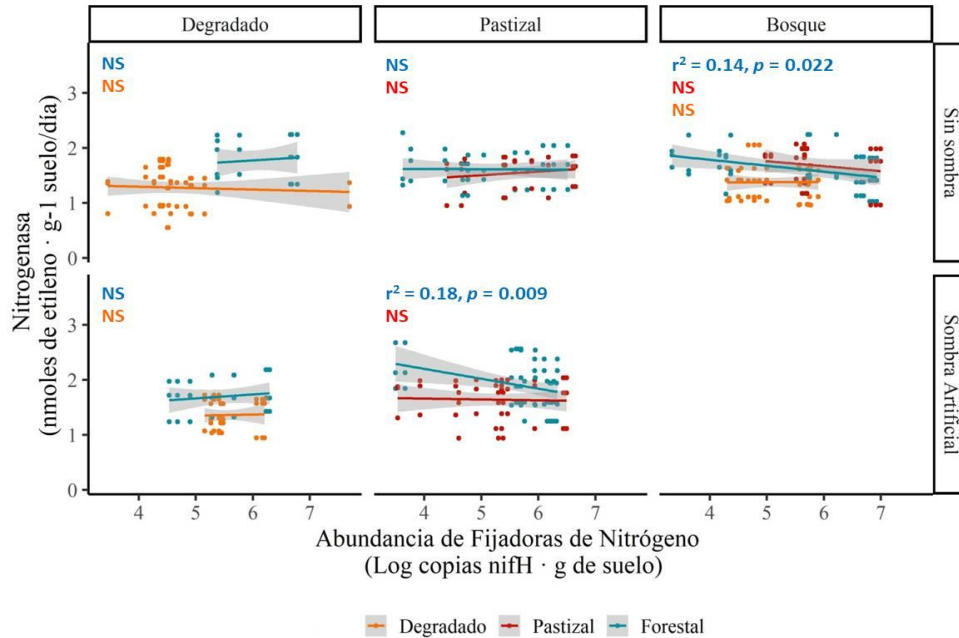 Degradado
Pastizal
Bosque
NS
NS
NS
NS
r² = 0.14, p = 0.022
NS
NS
Sin sombra
3
2
1
0
Nitrogenasa
(nmoles de etileno · g-1 suelo/día)
NS
NS
r² = 0.18, p = 0.009
NS
Sombra Artificial
3
2
1
0
4 5 6 7
4 5 6 7
4 5 6 7
Abundancia de Fijadoras de Nitrógeno
(Log copias nifH · g de suelo)
Degradado Pastizal Forestal